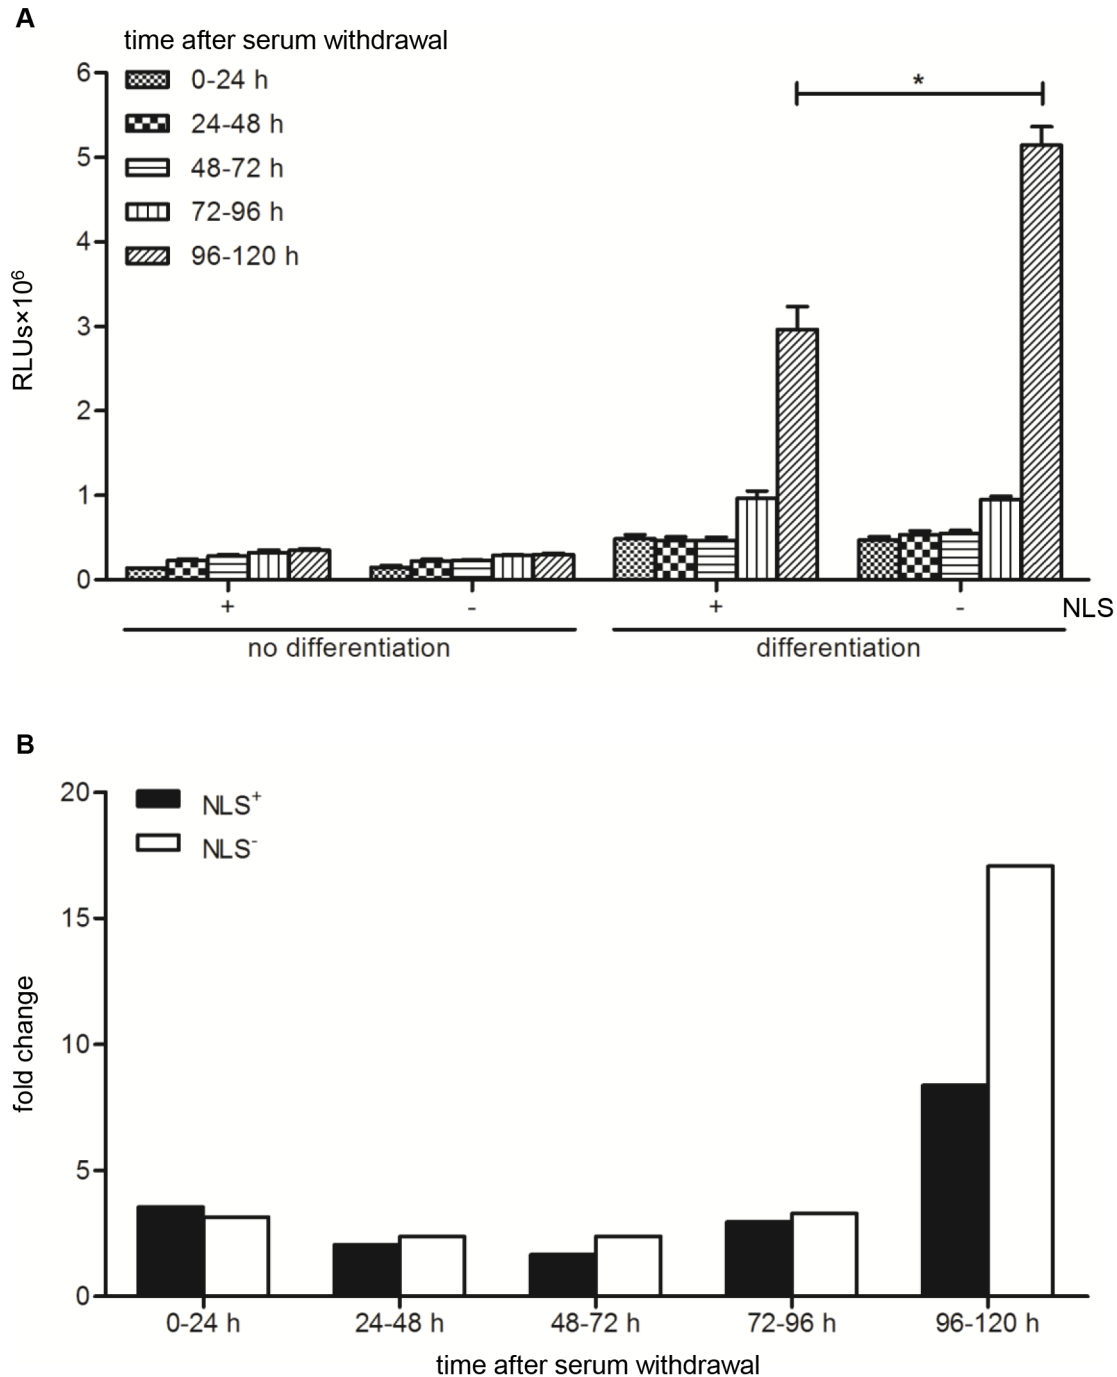 A
time after serum withdrawal
0-24 h
24-48 h
48-72 h
72-96 h
96-120 h
*
6
5
4
3
2
1
0
RLUs×10⁶
+ - + - NLS
no differentiation differentiation
B
NLS⁺
NLS⁻
20
15
10
5
0
fold change
0-24 h 24-48 h 48-72 h 72-96 h 96-120 h
time after serum withdrawal